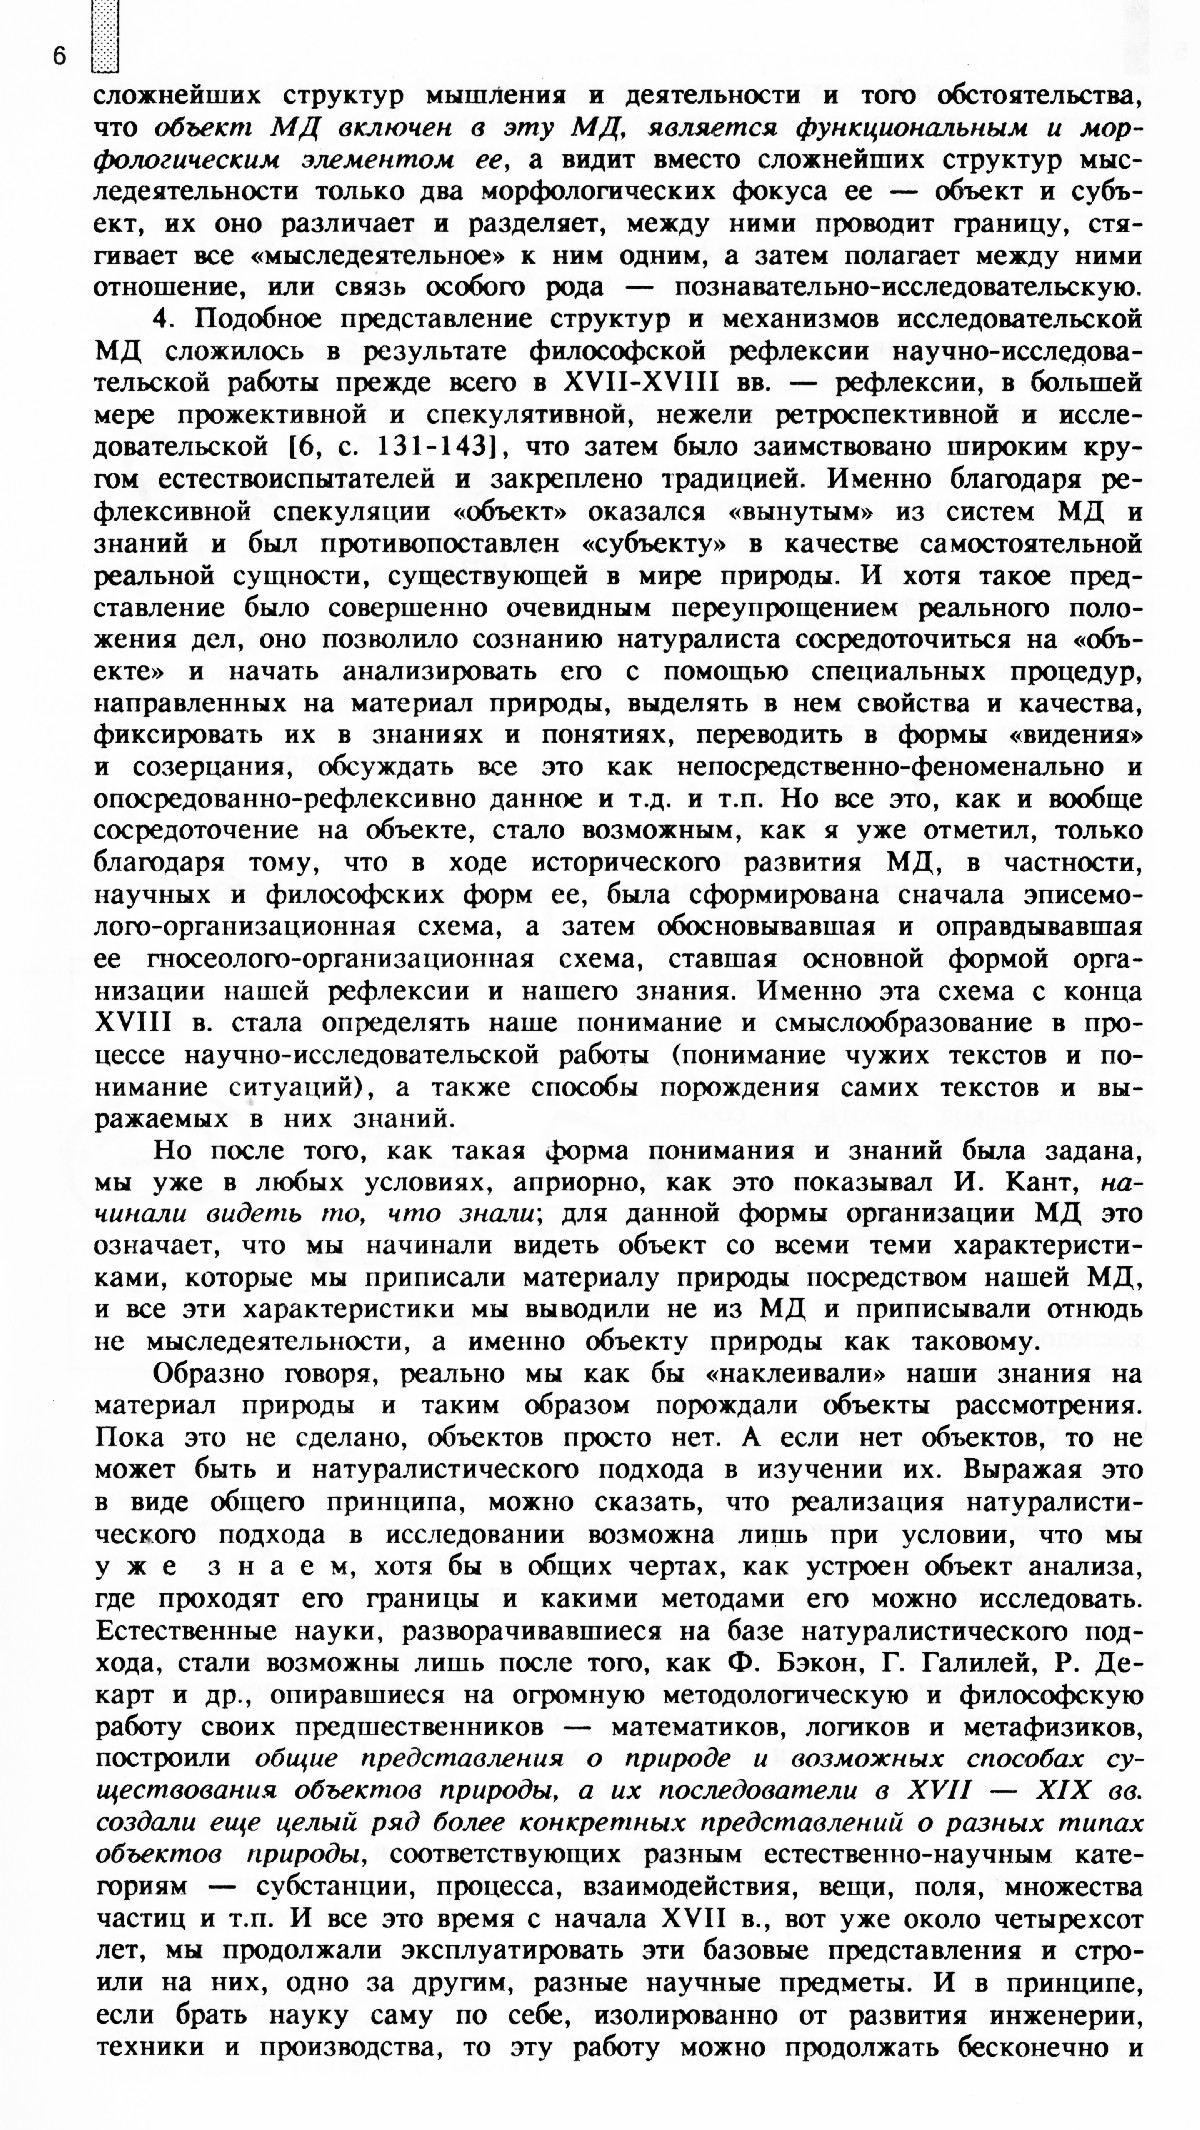 6
сложнейших структур мышления и деятельности и того обстоятельства,
что объект МД включен в эту МД, является функциональным и мор-
фологическим элементом ее, а видит вместо сложнейших структур мыс-
ледеятельности только два морфологических фокуса ее — объект и субъ-
ект, их оно различает и разделяет, между ними проводит границу, стя-
гивает все «мыследеятельное» к ним одним, а затем полагает между ними
отношение, или связь особого рода — познавательно-исследовательскую.
4. Подобное представление структур и механизмов исследовательской
МД сложилось в результате философской рефлексии научно-исследова-
тельской работы прежде всего в XVII-XVIII вв. — рефлексии, в большей
мере прожективной и спекулятивной, нежели ретроспективной и иссле-
довательской [6, с. 131-143], что затем было заимствовано широким кру-
гом естествоиспытателей и закреплено традицией. Именно благодаря ре-
флексивной спекуляции «объект» оказался «вынутым» из систем МД и
знаний и был противопоставлен «субъекту» в качестве самостоятельной
реальной сущности, существующей в мире природы. И хотя такое пред-
ставление было совершенно очевидным переупрощением реального поло-
жения дел, оно позволило сознанию натуралиста сосредоточиться на «объ-
екте» и начать анализировать его с помощью специальных процедур,
направленных на материал природы, выделять в нем свойства и качества,
фиксировать их в знаниях и понятиях, переводить в формы «видения»
и созерцания, обсуждать все это как непосредственно-феноменально и
опосредованно-рефлексивно данное и т.д. и т.п. Но все это, как и вообще
сосредоточение на объекте, стало возможным, как я уже отметил, только
благодаря тому, что в ходе исторического развития МД, в частности,
научных и философских форм ее, была сформирована сначала эписемо-
лого-организационная схема, а затем обосновывавшая и оправдывавшая
ее гносеолого-организационная схема, ставшая основной формой орга-
низации нашей рефлексии и нашего знания. Именно эта схема с конца
XVIII в. стала определять наше понимание и смыслообразование в про-
цессе научно-исследовательской работы (понимание чужих текстов и по-
нимание ситуаций), а также способы порождения самих текстов и вы-
ражаемых в них знаний.
Но после того, как такая форма понимания и знаний была задана,
мы уже в любых условиях, априорно, как это показывал И. Кант, на-
чинали видеть то, что знали; для данной формы организации МД это
означает, что мы начинали видеть объект со всеми теми характеристи-
ками, которые мы приписали материалу природы посредством нашей МД,
и все эти характеристики мы выводили не из МД и приписывали отнюдь
не мыследеятельности, а именно объекту природы как таковому.
Образно говоря, реально мы как бы «наклеивали» наши знания на
материал природы и таким образом порождали объекты рассмотрения.
Пока это не сделано, объектов просто нет. А если нет объектов, то не
может быть и натуралистического подхода в изучении их. Выражая это
в виде общего принципа, можно сказать, что реализация натуралисти-
ческого подхода в исследовании возможна лишь при условии, что мы
у ж е з н а е м, хотя бы в общих чертах, как устроен объект анализа,
где проходят его границы и какими методами его можно исследовать.
Естественные науки, разворачивавшиеся на базе натуралистического под-
хода, стали возможны лишь после того, как Ф. Бэкон, Г. Галилей, Р. Де-
карт и др., опиравшиеся на огромную методологическую и философскую
работу своих предшественников — математиков, логиков и метафизиков,
построили общие представления о природе и возможных способах су-
ществования объектов природы, а их последователи в XVII — XIX вв.
создали еще целый ряд более конкретных представлений о разных типах
объектов природы, соответствующих разным естественно-научным кате-
гориям — субстанции, процесса, взаимодействия, вещи, поля, множества
частиц и т.п. И все это время с начала XVII в., вот уже около четырехсот
лет, мы продолжали эксплуатировать эти базовые представления и стро-
или на них, одно за другим, разные научные предметы. И в принципе,
если брать науку саму по себе, изолированно от развития инженерии,
техники и производства, то эту работу можно продолжать бесконечно и